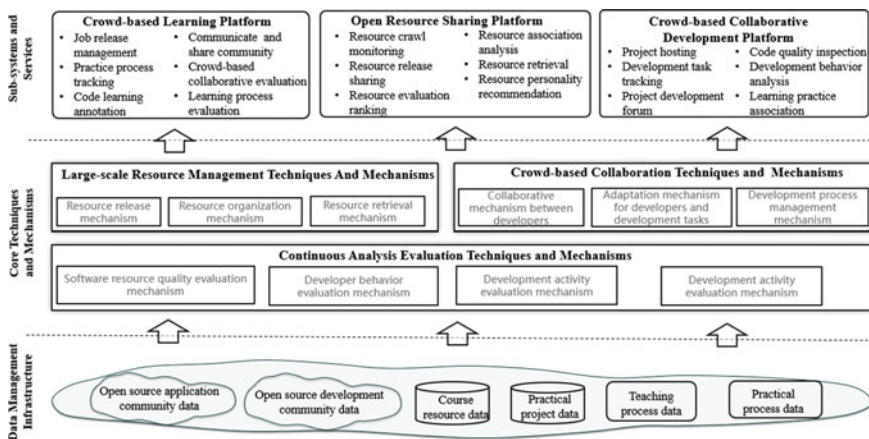 Sub-systems and
Services
Crowd-based Learning Platform
• Job release
management
• Practice process
tracking
• Code learning
annotation
• Communicate and
share community
• Crowd-based
collaborative evaluation
• Learning process
evaluation
Open Resource Sharing Platform
• Resource crawl
monitoring
• Resource release
sharing
• Resource evaluation
ranking
• Resource association
analysis
• Resource retrieval
• Resource personality
recommendation
Crowd-based Collaborative
Development Platform
• Project hosting
• Development task
tracking
• Project development
forum
• Code quality inspection
• Development behavior
analysis
• Learning practice
association
Core Techniques
and Mechanisms
Large-scale Resource Management Techniques And Mechanisms
Resource release
mechanism
Resource organization
mechanism
Resource retrieval
mechanism
Crowd-based Collaboration Techniques and Mechanisms
Collaborative
mechanism between
developers
Adaptation mechanism
for developers and
development tasks
Development process
management
mechanism
Continuous Analysis Evaluation Techniques and Mechanisms
Software resource quality evaluation
mechanism
Developer behavior
evaluation mechanism
Development activity
evaluation mechanism
Development activity
evaluation mechanism
Data Management
Infrastructure
Open source application
community data
Open source development
community data
Course
resource data
Practical
project data
Teaching
process data
Practical
process data